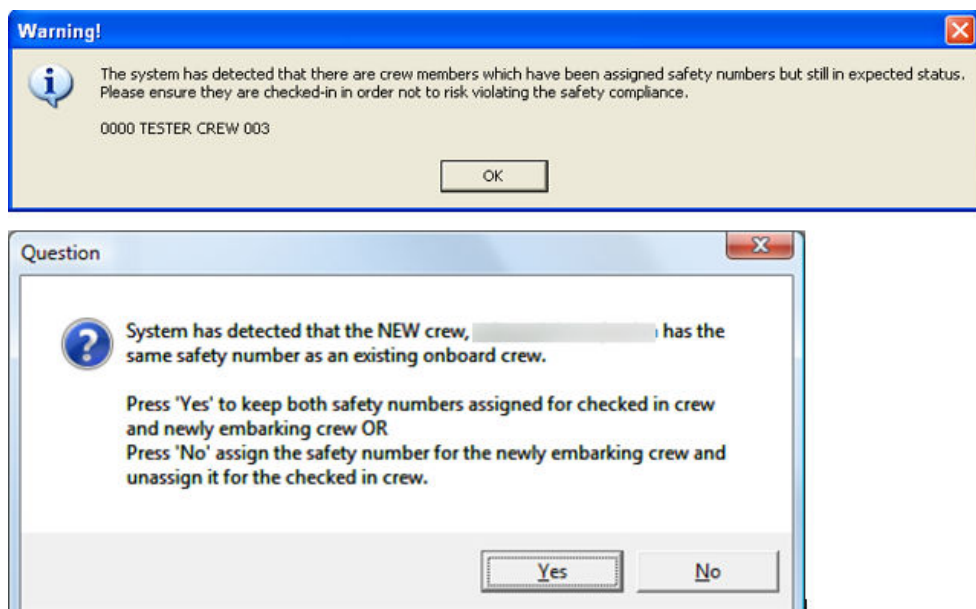 Warning!
The system has detected that there are crew members which have been assigned safety numbers but still in expected status.
Please ensure they are checked-in in order not to risk violating the safety compliance.
0000 TESTER CREW 003
OK
Question
System has detected that the NEW crew, has the
same safety number as an existing onboard crew.
Press 'Yes' to keep both safety numbers assigned for checked in crew
and newly embarking crew OR
Press 'No' assign the safety number for the newly embarking crew and
unassign it for the checked in crew.
Yes
No